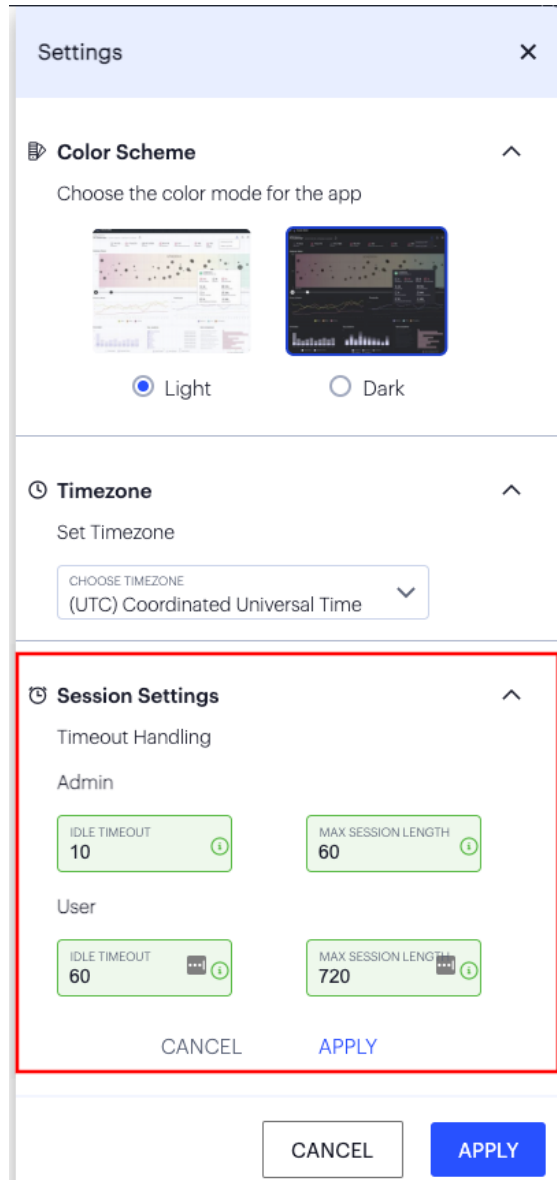 Settings
Color Scheme
Choose the color mode for the app
Light Dark
Timezone
Set Timezone
CHOOSE TIMEZONE
(UTC) Coordinated Universal Time
Session Settings
Timeout Handling
Admin
IDLE TIMEOUT MAX SESSION LENGTH
10 60
User
IDLE TIMEOUT MAX SESSION LENGTH
60 720
CANCEL APPLY
CANCEL APPLY